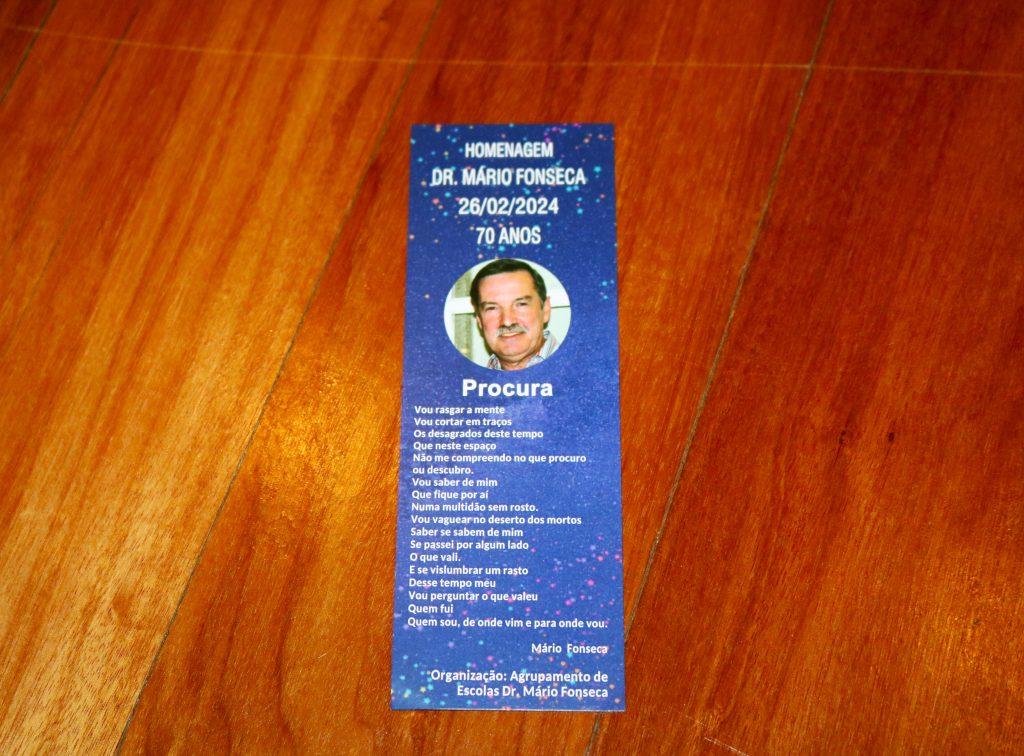 HOMENAGEM
DR. MÁRIO FONSECA
26/02/2024
70 ANOS
Procura
Vou rasgar a mente
Vou cortar em traços
Os desagrados deste tempo
Que neste espaço
Não me compreendo no que procuro
ou descubro.
Vou saber de mim
Que fique por aí
Numa multidão sem rosto.
Vou vaguear no deserto dos mortos
Saber se sabem de mim
Se passei por algum lado
O que vali.
E se vislumbrar um rasto
Desse tempo meu
Vou perguntar o que valeu
Quem fui
Quem sou, de onde vim e para onde vou.
Mário Fonseca
Organização: Agrupamento de
Escolas Dr. Mário Fonseca